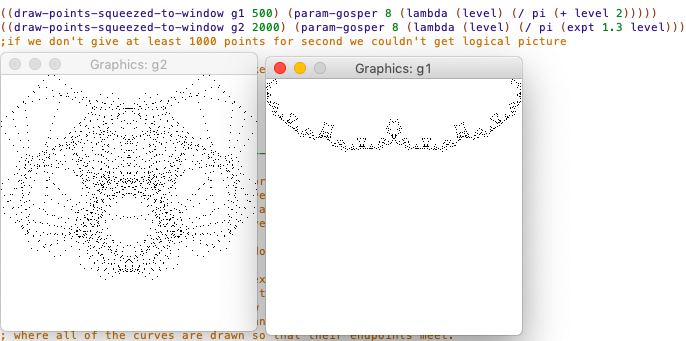 ((draw-points-squeezed-to-window g1 500) (param-gosper 8 (lambda (level) (/ pi (+ level 2)))))
((draw-points-squeezed-to-window g2 2000) (param-gosper 8 (lambda (level) (/ pi (expt 1.3 level)))
;if we don't give at least 1000 points for second we couldn't get logical picture
Graphics: g2
Graphics: g1
; where all of the curves are drawn so that their endpoints meet.